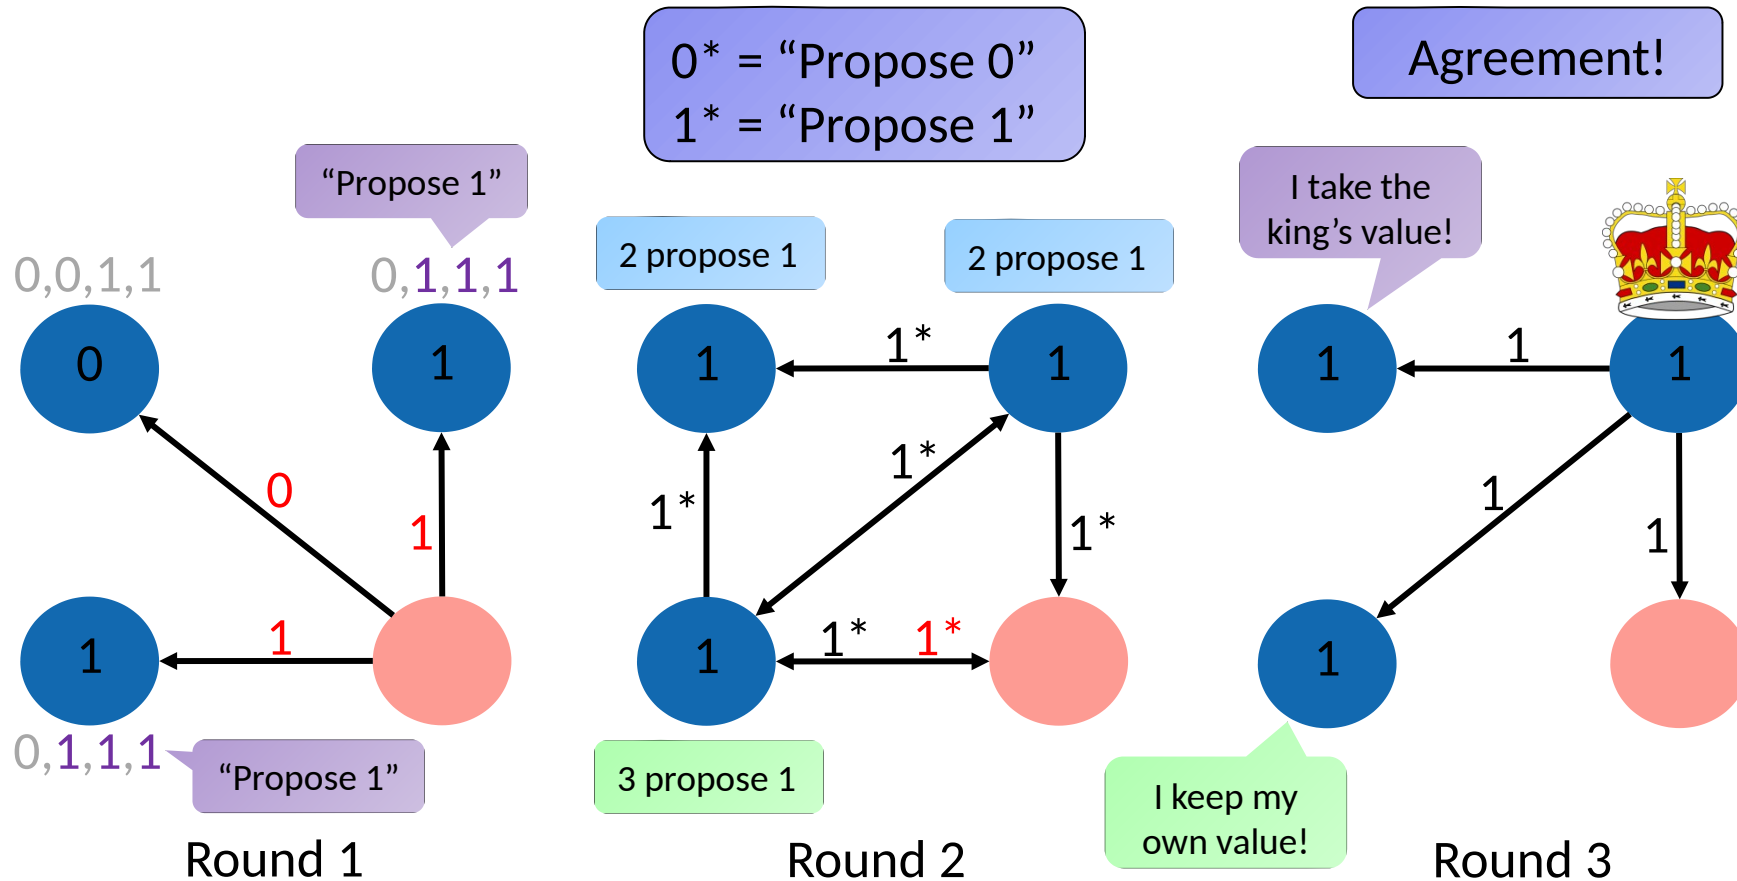 0* = “Propose 0”
1* = “Propose 1”
Agreement!
“Propose 1”
0,0,1,1
0,1,1,1
0
1
0
1
1
1
0,1,1,1
“Propose 1”
Round 1
2 propose 1
2 propose 1
1
1*
1
1*
1*
1*
1
1*
1*
3 propose 1
Round 2
I take the
king’s value!
1
1
1
1
1
1
I keep my
own value!
Round 3